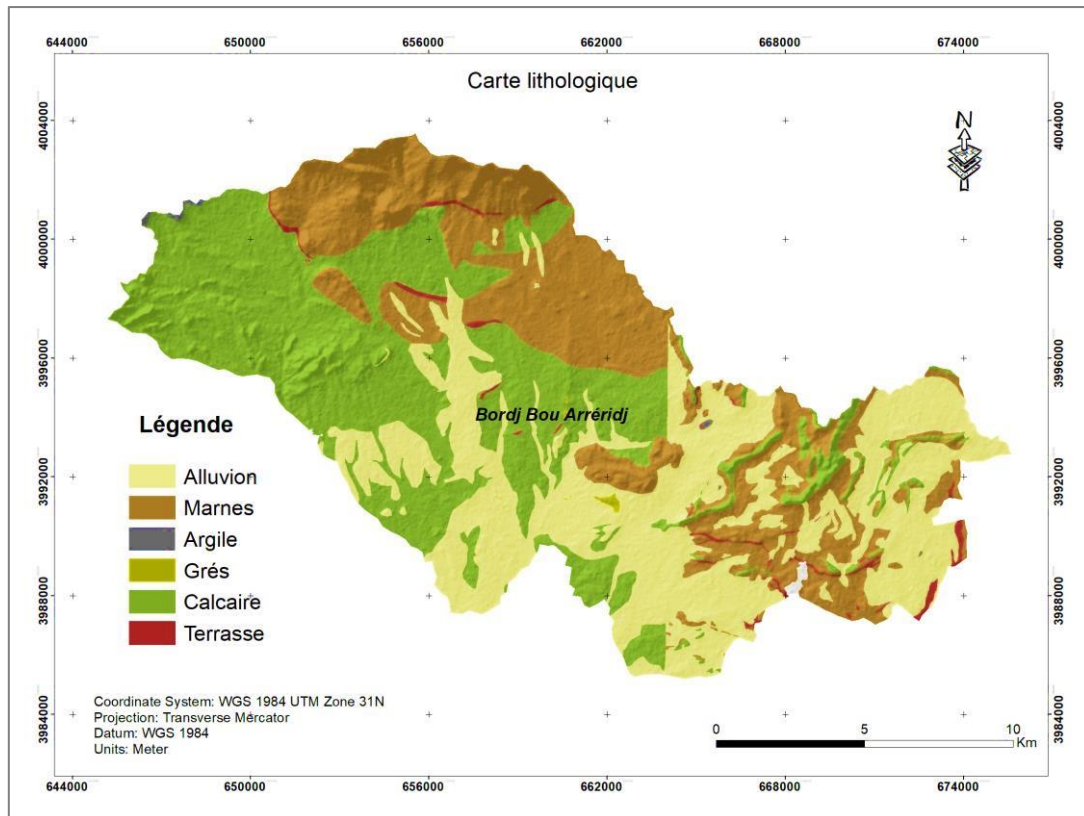 644000 650000 656000 662000 668000 674000
Carte lithologique
N
4004000 4004000
4000000 4000000
3996000 3996000
Bordj Bou Arréridj
Légende
3992000 3992000
Alluvion
Marnes
Argile
Grés
Calcaire
Terrasse
3988000 3988000
Coordinate System: WGS 1984 UTM Zone 31N
Projection: Transverse Mercator
Datum: WGS 1984
Units: Meter
3984000 3984000
0 5 10
Km
644000 650000 656000 662000 668000 674000